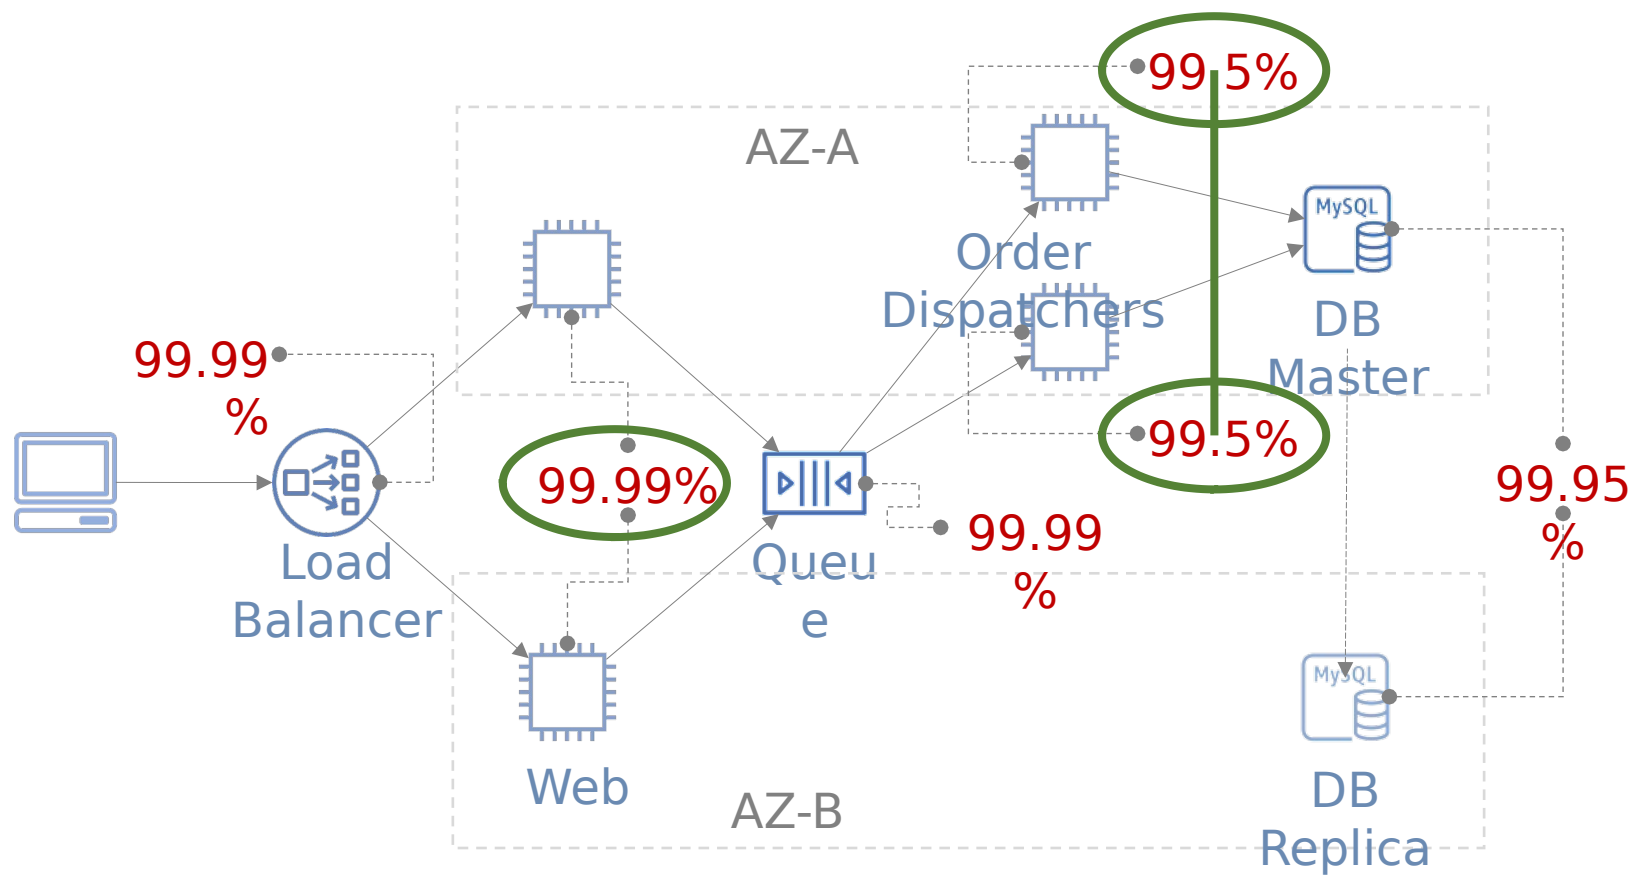 99.5%
AZ-A
MySQL
Order
Dispatchers
DB
Master
99.99
%
99.5%
99.99%
99.95
%
99.99
%
Load
Balancer
Queu
e
MySQL
Web
AZ-B
DB
Replica